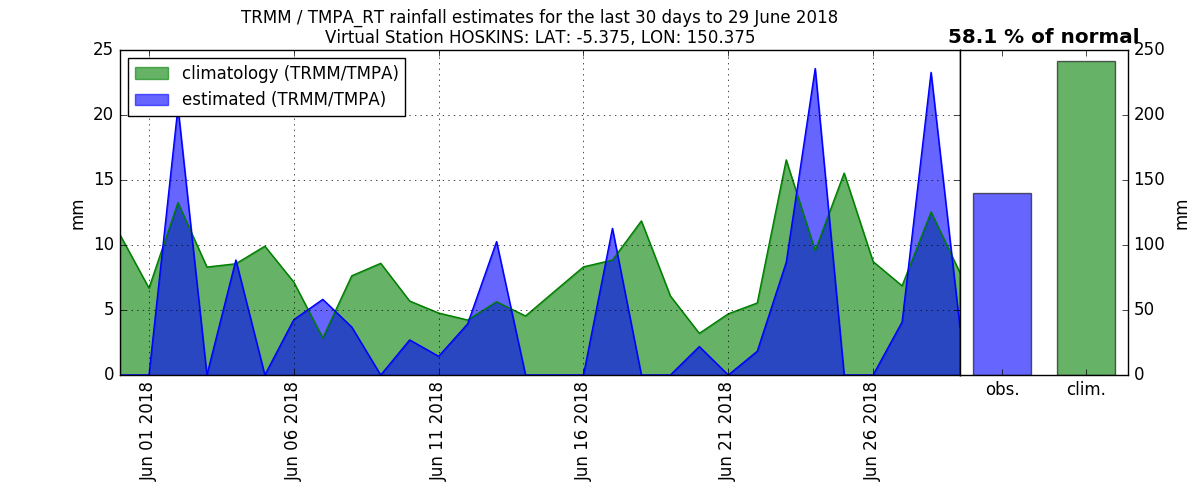 TRMM / TMPA_RT rainfall estimates for the last 30 days to 29 June 2018
Virtual Station HOSKINS: LAT: -5.375, LON: 150.375
58.1 % of normal
climatology (TRMM/TMPA)
estimated (TRMM/TMPA)
25
20
15
10
5
0
mm
250
200
150
100
50
0
mm
Jun 01 2018
Jun 06 2018
Jun 11 2018
Jun 16 2018
Jun 21 2018
Jun 26 2018
obs.
clim.